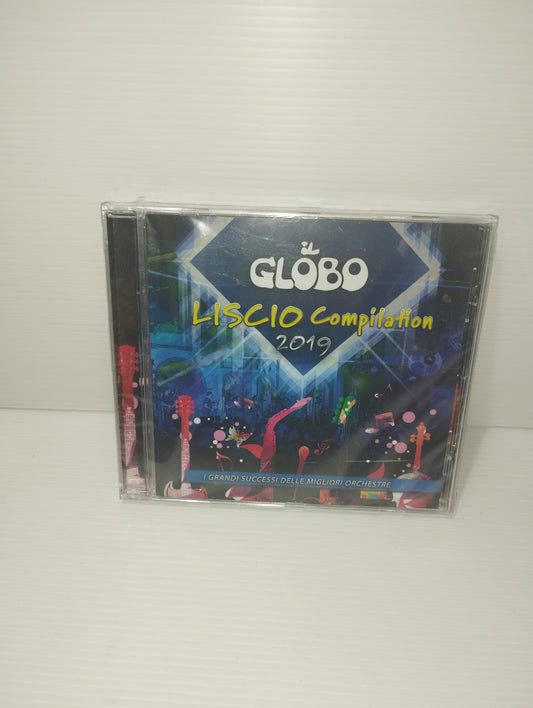 il
GLOBO
LISCIO Compilation
2019
I GRANDI SUCCESSI DELLE MIGLIORI ORCHESTRE